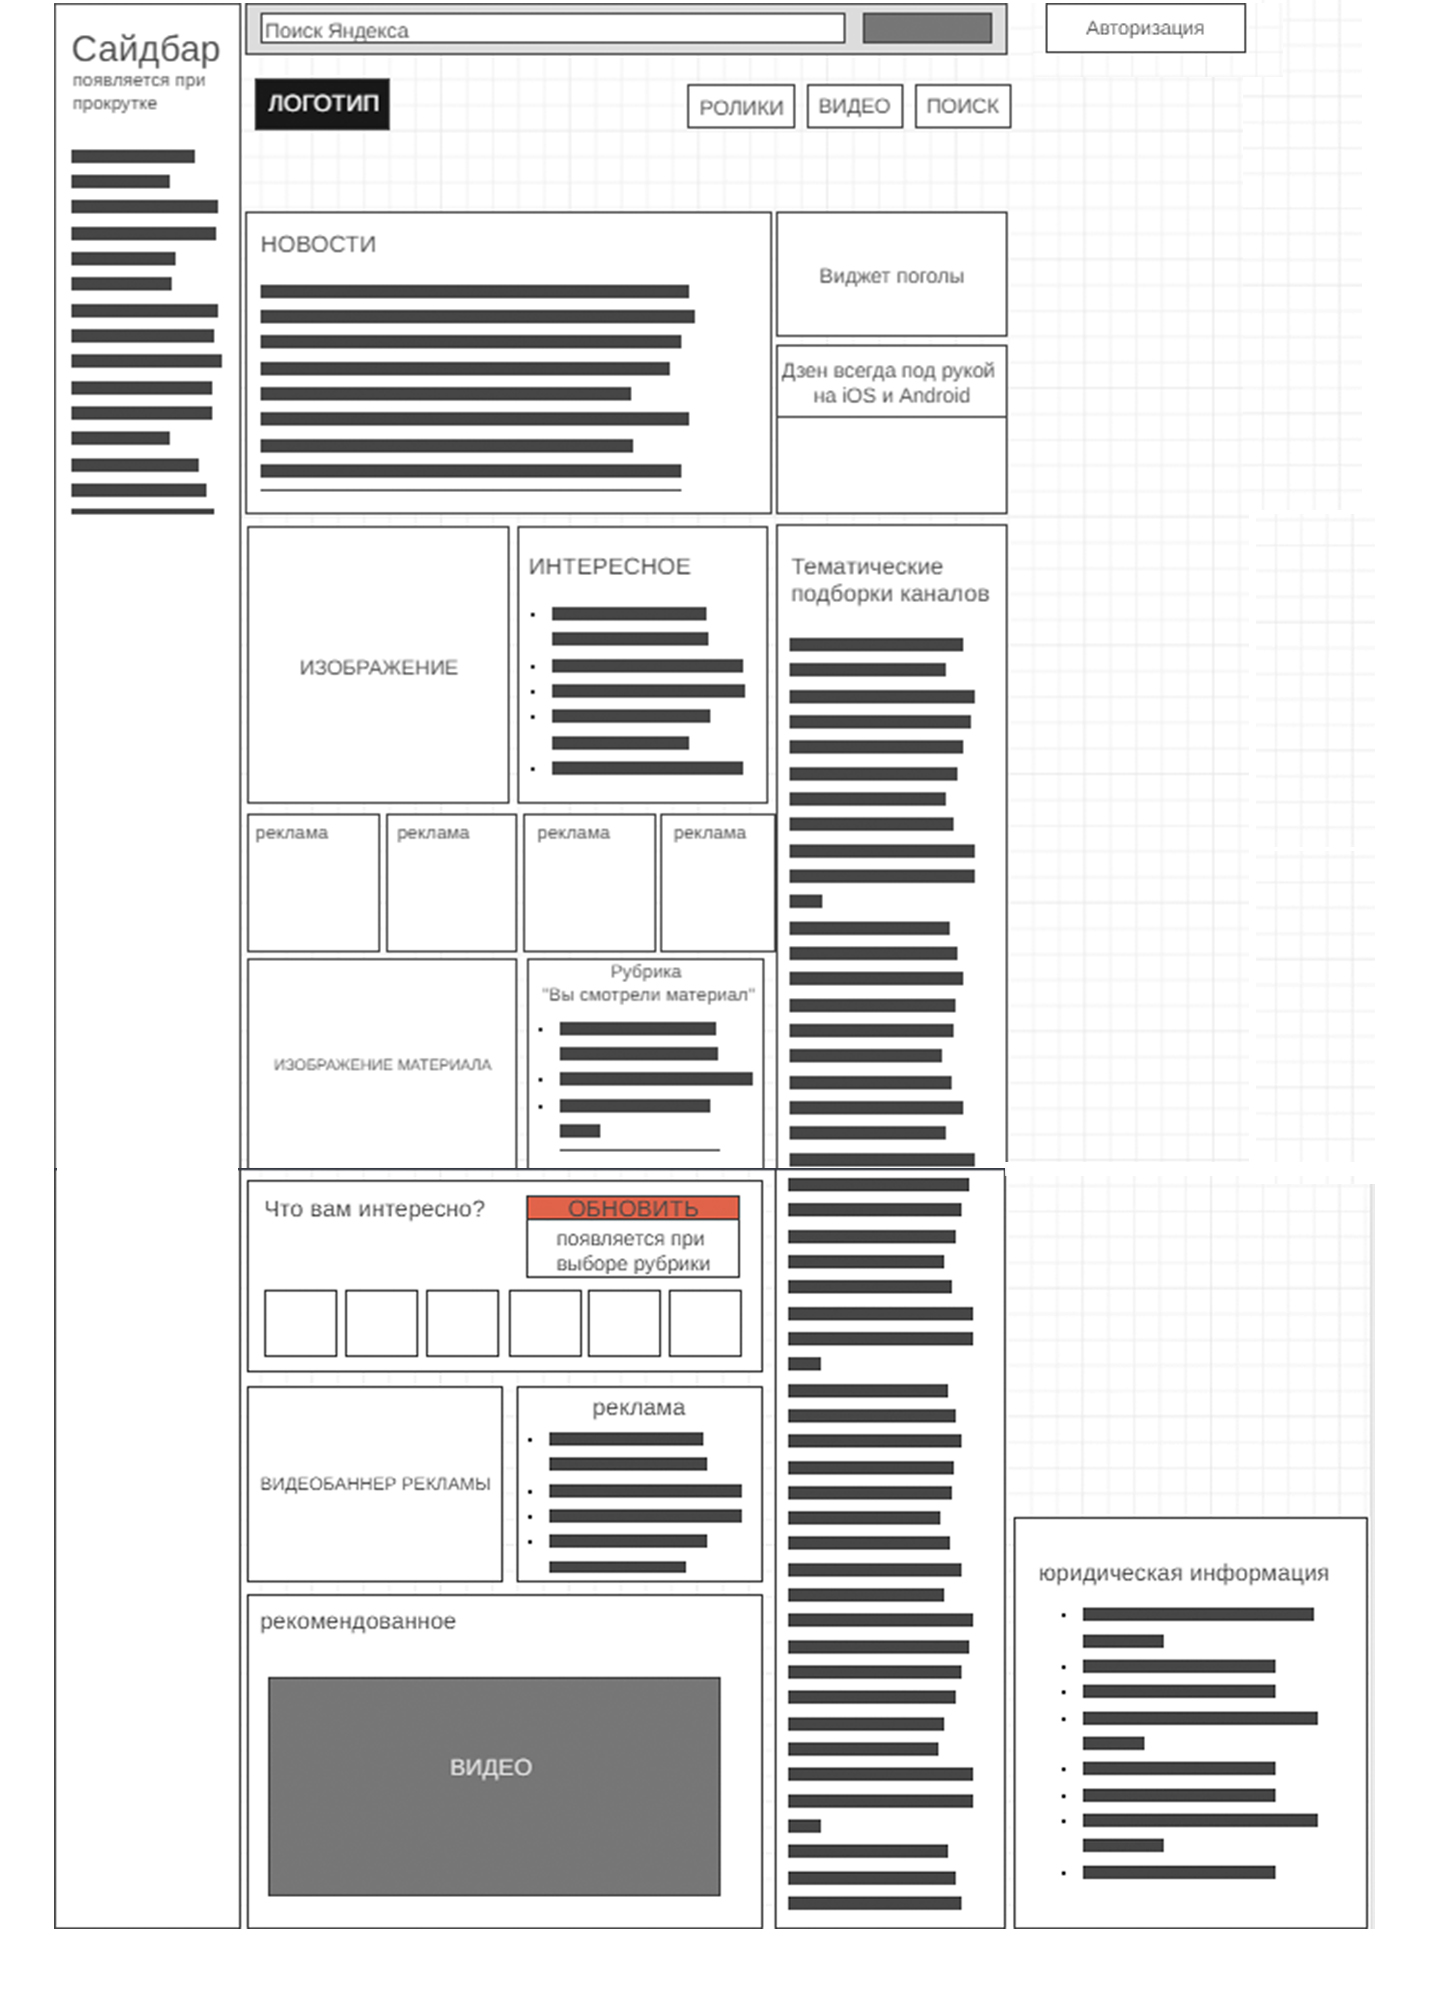 Сайдбар
появляется при
прокрутке
Поиск Яндекса
Авторизация
ЛОГОТИП
РОЛИКИ
ВИДЕО
ПОИСК
НОВОСТИ
Виджет поголы
Дзен всегда под рукой
на iOS и Android
ИЗОБРАЖЕНИЕ
ИНТЕРЕСНОЕ
Тематические
подборки каналов
реклама
реклама
реклама
реклама
ИЗОБРАЖЕНИЕ МАТЕРИАЛА
Рубрика
"Вы смотрели материал"
Что вам интересно?
ОБНОВИТЬ
появляется при
выборе рубрики
ВИДЕОБАННЕР РЕКЛАМЫ
реклама
рекомендованное
ВИДЕО
юридическая информация